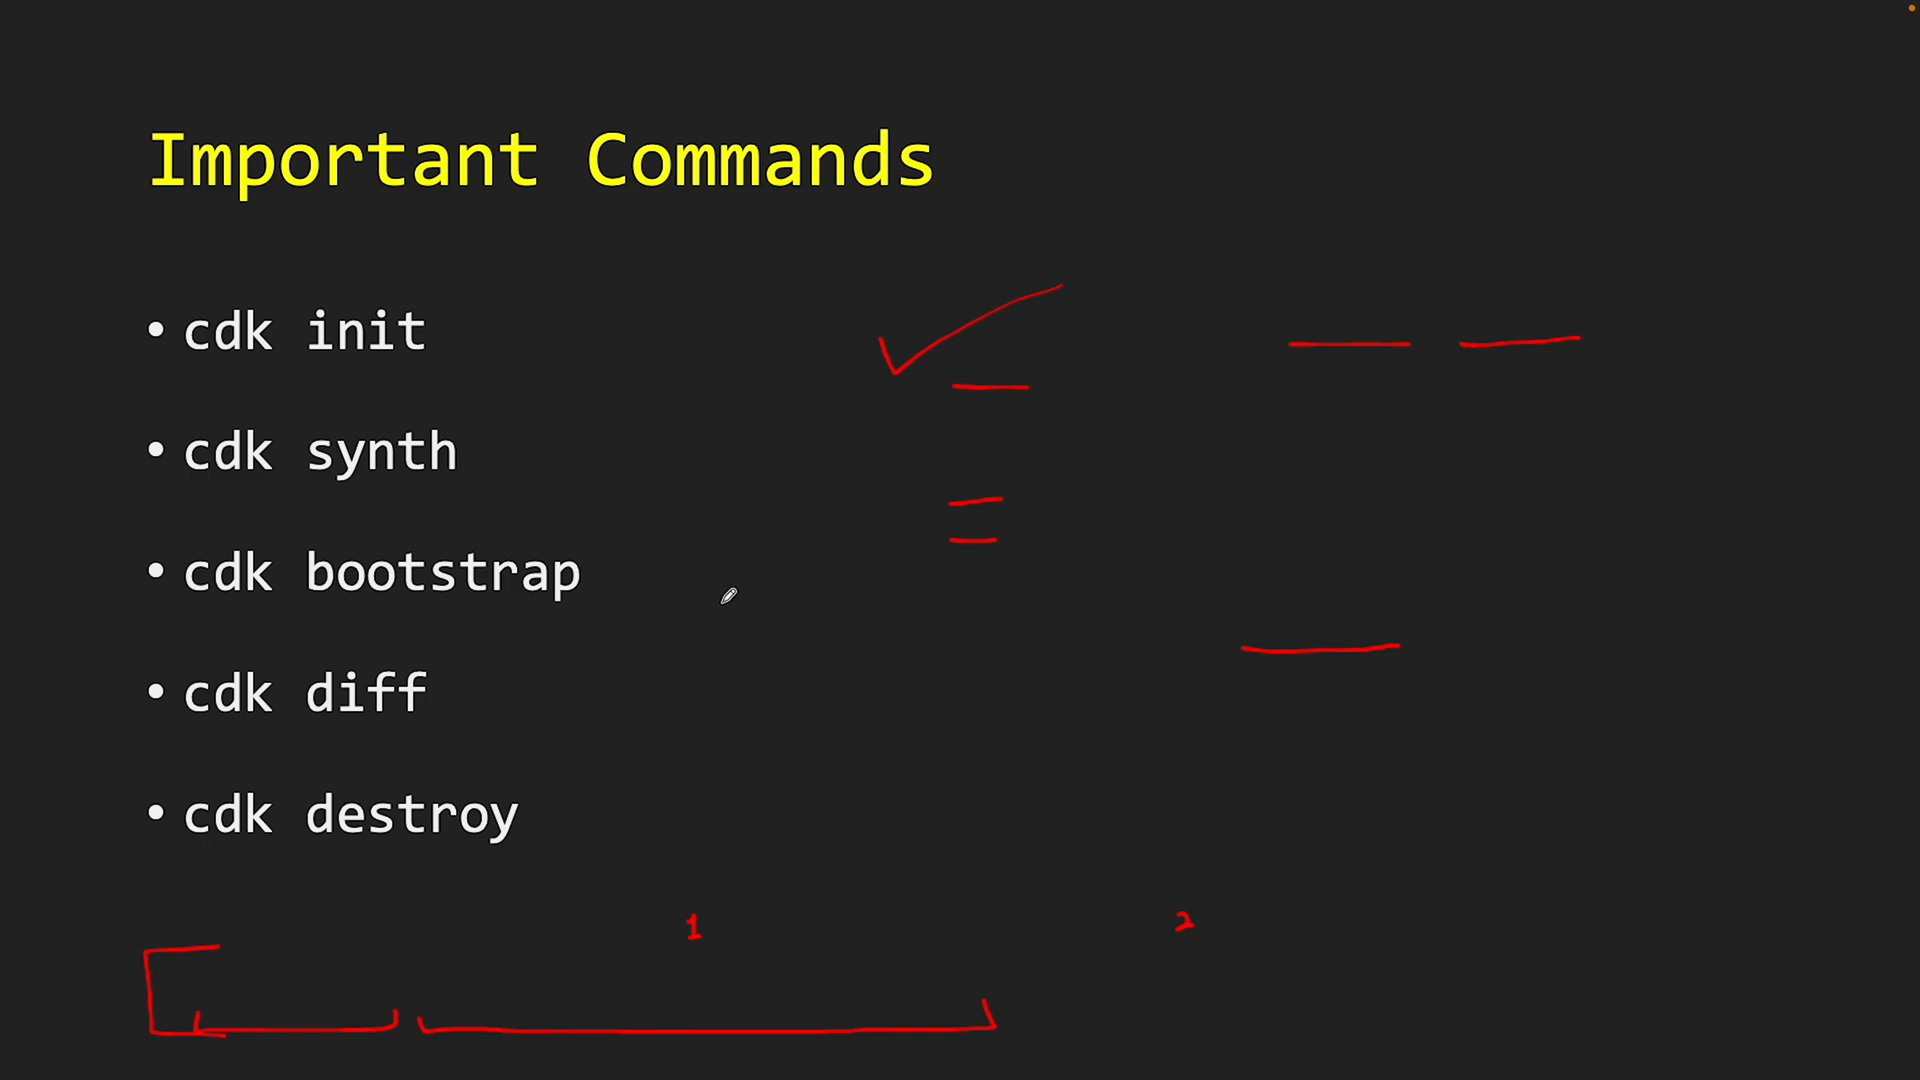 Important Commands
• cdk init
• cdk synth
• cdk bootstrap
• cdk diff
• cdk destroy
1 2